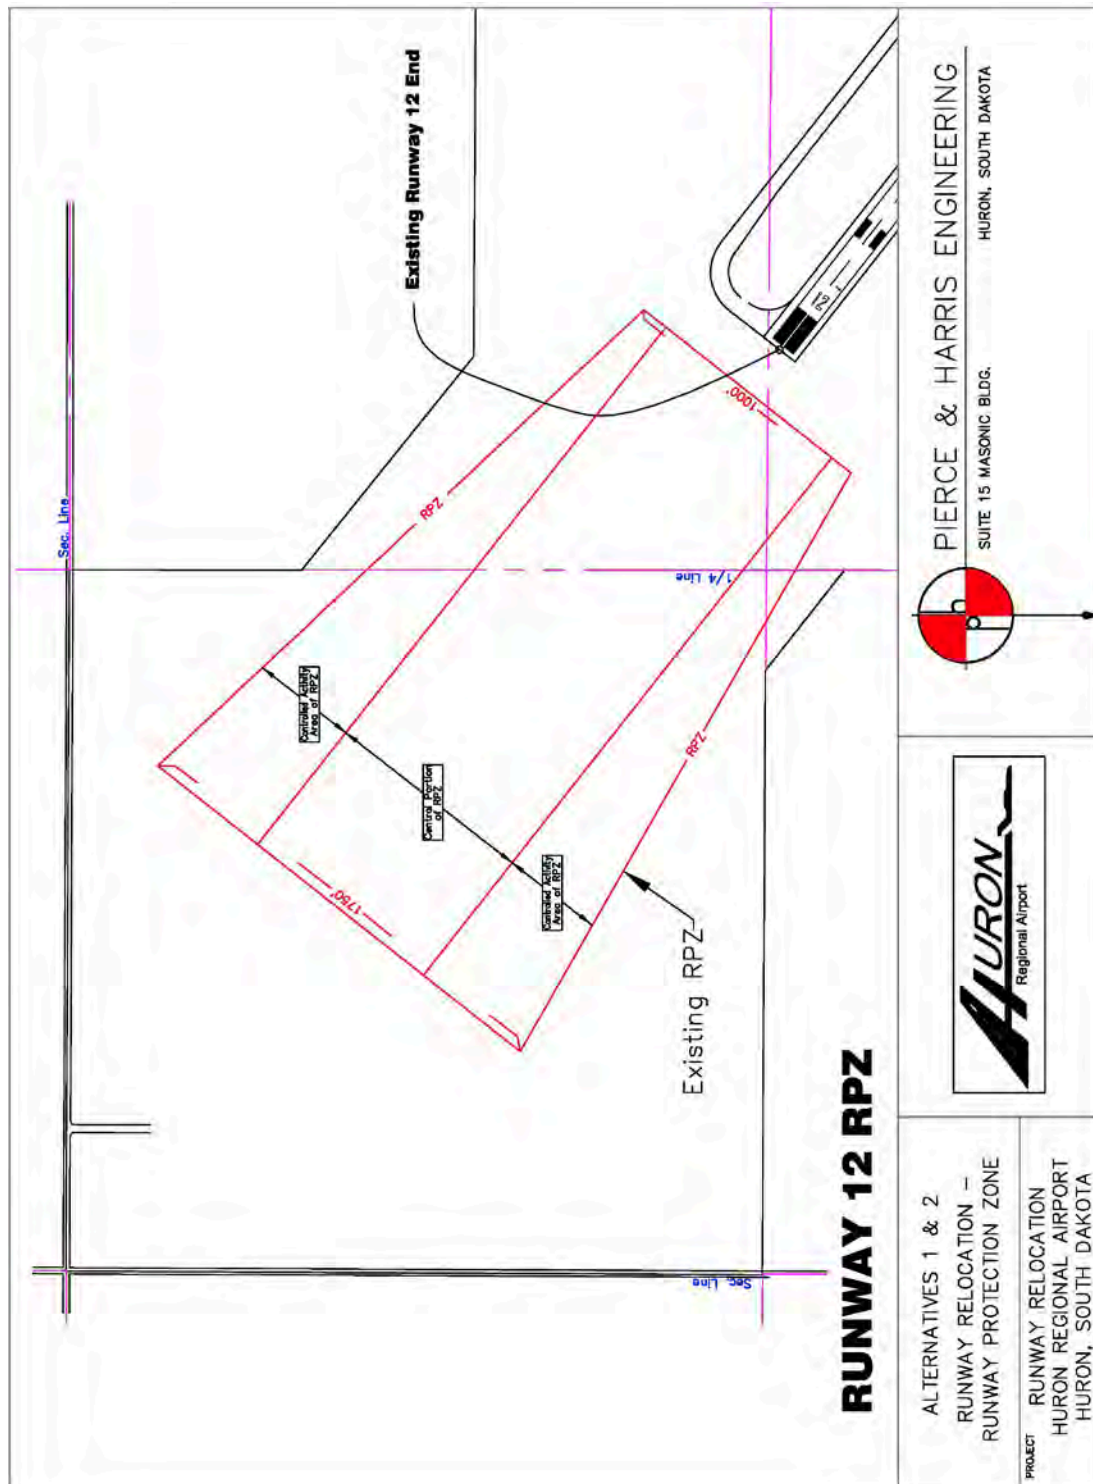 Existing Runway 12 End
Sec. Line
RPZ
1/4 Line
1000'
12
Controlled Activity
Area of RPZ
Central Portion
of RPZ
Controlled Activity
Area of RPZ
1750'
RPZ
Existing RPZ
Sec. Line
RUNWAY 12 RPZ
ALTERNATIVES 1 & 2
RUNWAY RELOCATION –
RUNWAY PROTECTION ZONE
PROJECT
RUNWAY RELOCATION
HURON REGIONAL AIRPORT
HURON, SOUTH DAKOTA
HURON
Regional Airport
PIERCE & HARRIS ENGINEERING
SUITE 15 MASONIC BLDG. HURON, SOUTH DAKOTA